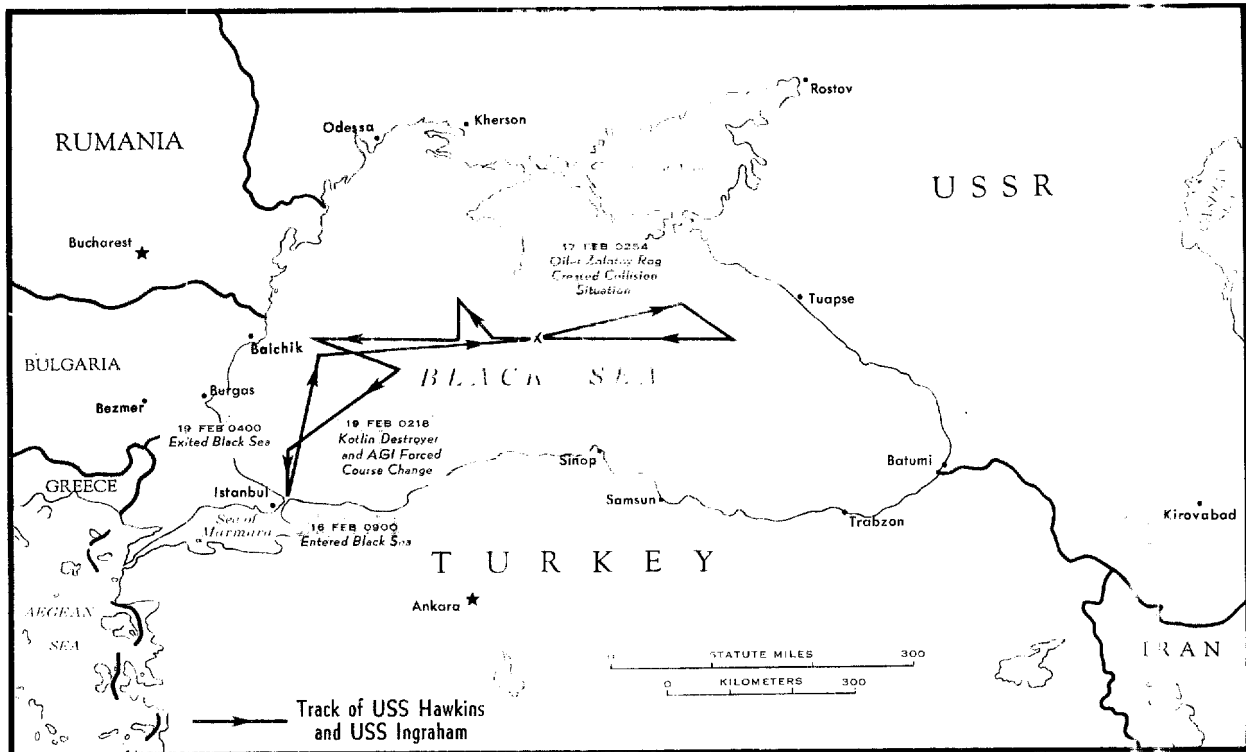 Rostov
Odessa
Kherson
RUMANIA
USSR
Bucharest
17 FEB 0254
Created Collision
Situation
Tuapse
Balchik
BULGARIA
BLACK SEA
Burgas
Bezmer
19 FEB 0400
Exited Black Sea
19 FEB 0218
Kotlin Destroyer
and AGI Forced
Course Change
Sinop
Batumi
GREECE
Istanbul
Samsun
Trabzon
Kirovabad
Sea of
Marmara
16 FEB 0900
Entered Black Sea
TURKEY
Ankara
AEGEAN
SEA
IRAN
0 STATUTE MILES 300
0 KILOMETERS 300
Track of USS Hawkins
and USS Ingraham